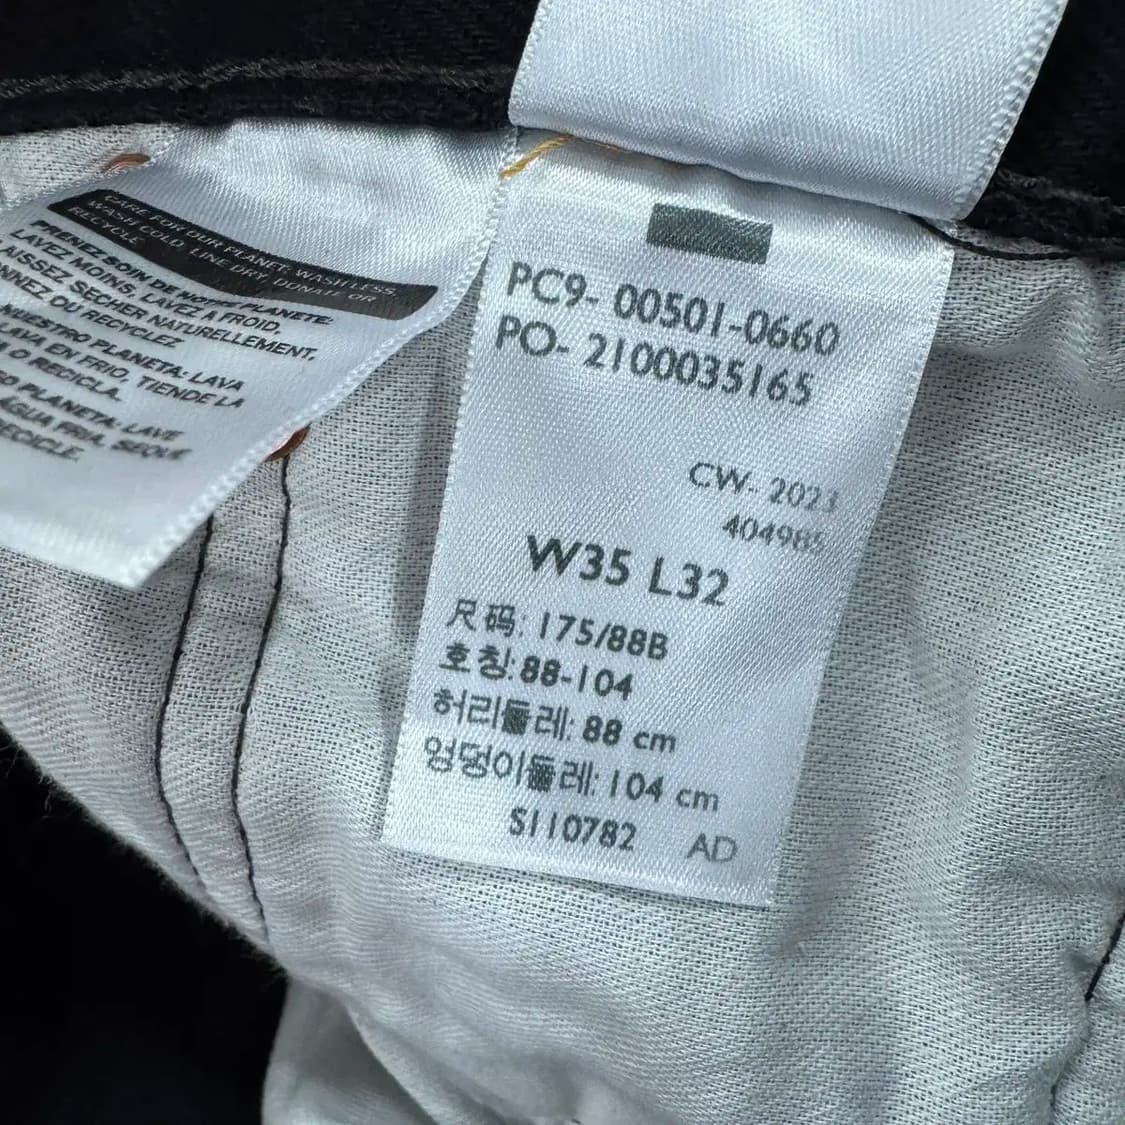 CARE FOR OUR PLANET: WASH LESS,
WASH COLD, LINE DRY, DONATE OR
RECYCLE
PRENEZ SOIN DE NOTRE PLANETE:
LAVEZ MOINS, LAVEZ A FROID,
LAISSEZ SECHER NATURELLEMENT,
OU RECYCLEZ
NUESTRO PLANETA: LAVA
LAVA EN FRIO, TIENDE LA
O RECICLA.
PLANETA: LAVE
AGUA FRIA, SEQUE
RECICLE.
PC9- 00501-0660
PO- 2100035165
CW- 2023
404985
W35 L32
尺码: 175/88B
호칭: 88-104
허리둘레: 88 cm
엉덩이둘레: 104 cm
S110782 AD